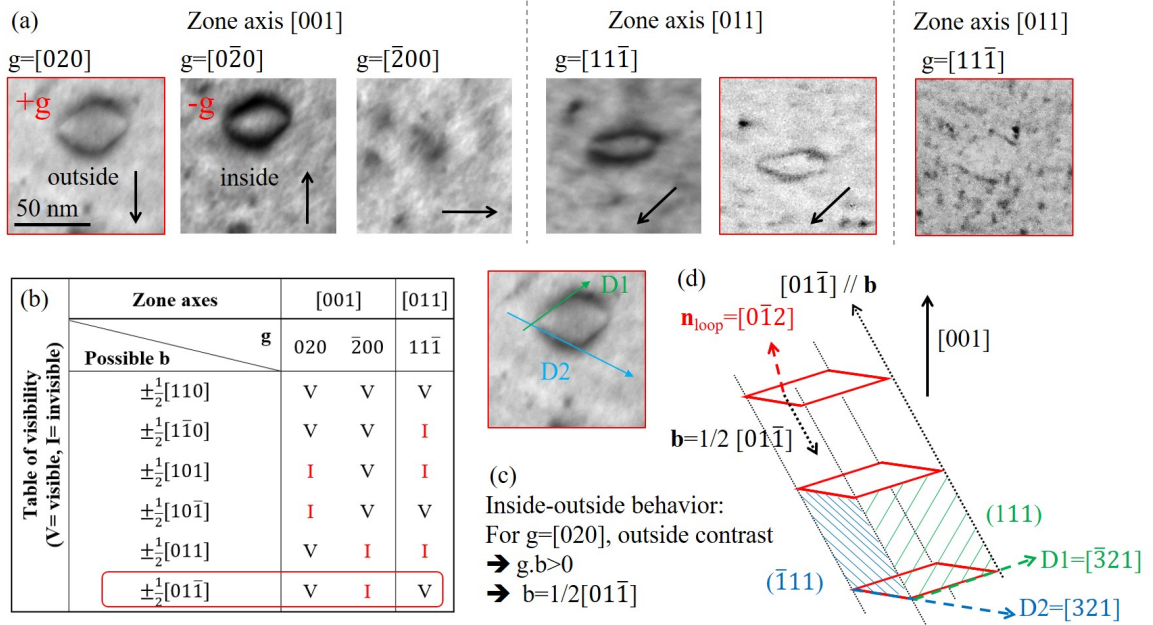 (a)
Zone axis [001]
Zone axis [011]
Zone axis [011]
g=[020]
g=[02̅0]
g=[2̅00]
g=[111̅]
g=[111̅]
+g
-g
outside
inside
50 nm
(b)
Table of visibility
(V= visible, I= invisible)
Zone axes [001] [011]
g
Possible b 020 2̅00 111̅
±½[110] V V V
±½[11̅0] V V I
±½[101] I V I
±½[101̅] I V V
±½[011] V I I
±½[011̅] V I V
D1
D2
(c)
Inside-outside behavior:
For g=[020], outside contrast
➔ g.b>0
➔ b=1/2[011̅]
(d)
[011̅] // b
n loop=[01̅2]
[001]
b=1/2 [011̅]
(111)
(1̅11)
D1=[3̅21]
D2=[321]